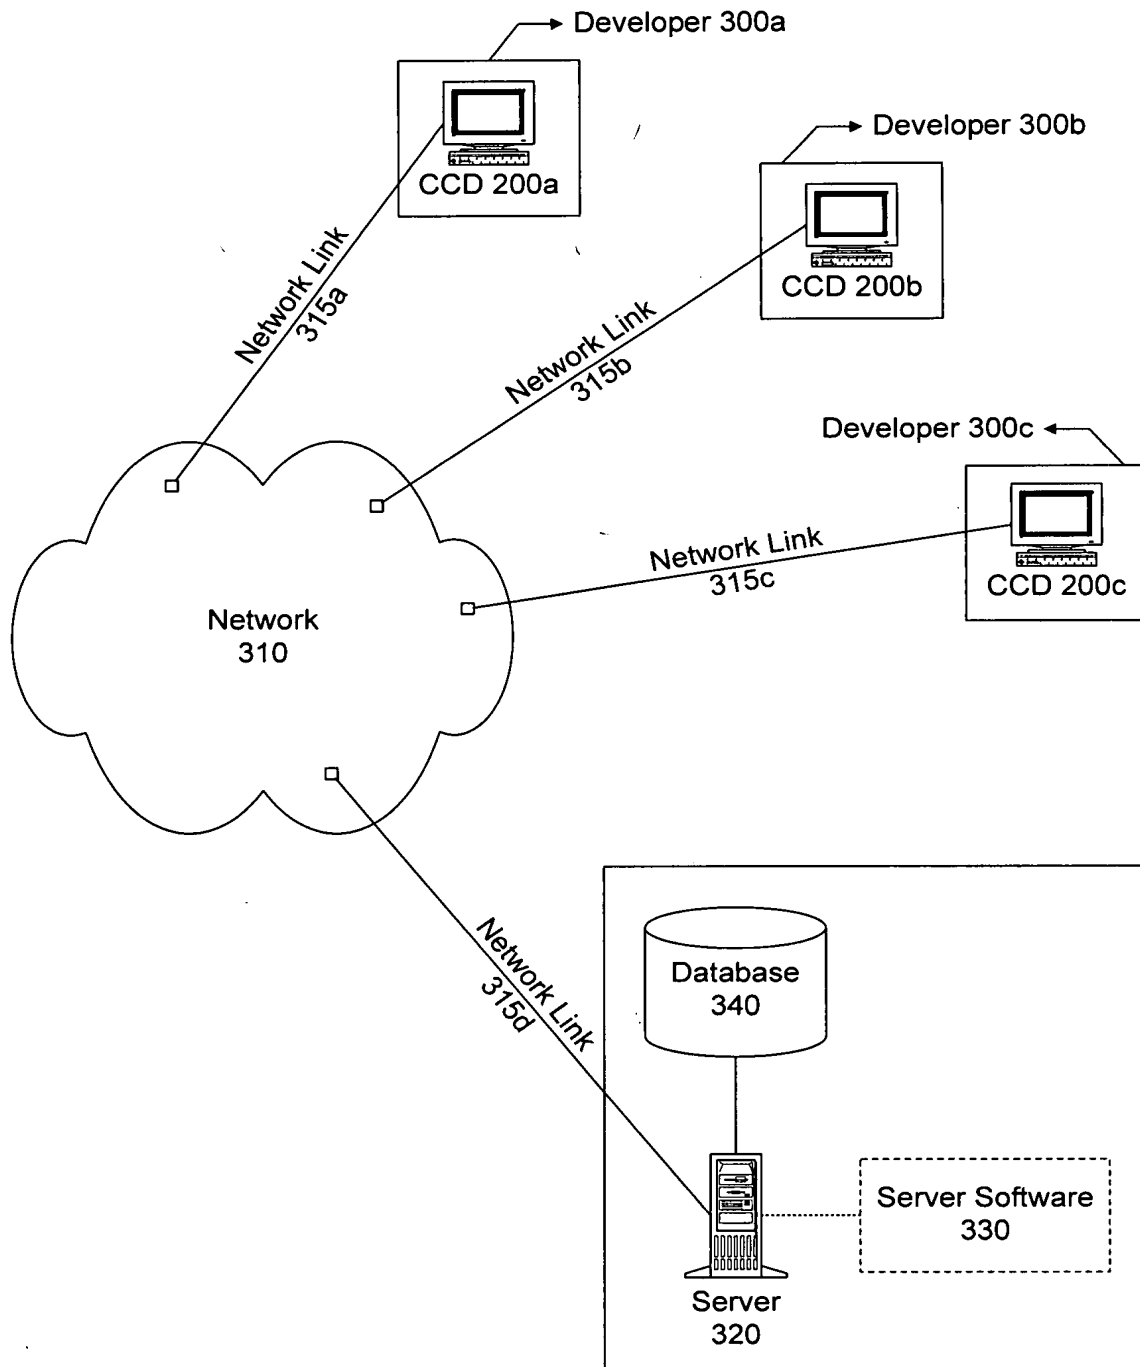 Developer 300a
CCD 200a
Developer 300b
CCD 200b
Network Link
315a
Network Link
315b
Developer 300c
CCD 200c
Network Link
315c
Network
310
Network Link
315d
Database
340
Server Software
330
Server
320